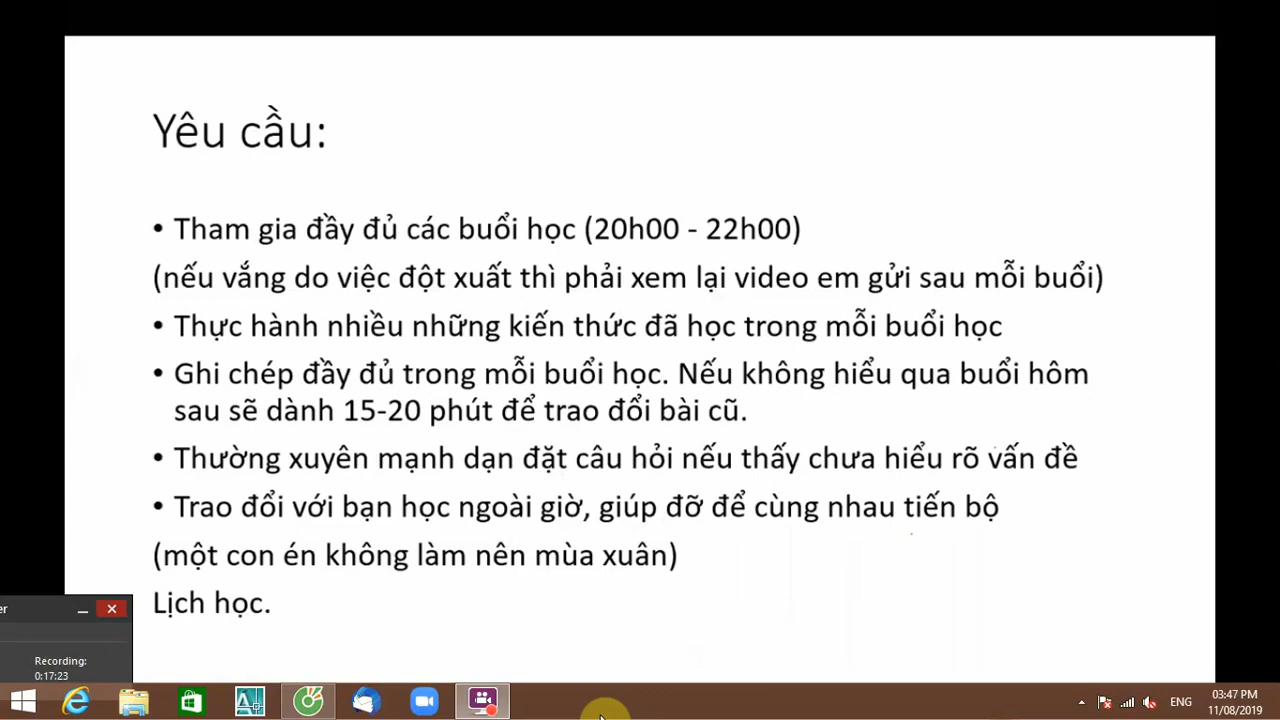 Yêu cầu:
• Tham gia đầy đủ các buổi học (20h00 - 22h00)
(nếu vắng do việc đột xuất thì phải xem lại video em gửi sau mỗi buổi)
• Thực hành nhiều những kiến thức đã học trong mỗi buổi học
• Ghi chép đầy đủ trong mỗi buổi học. Nếu không hiểu qua buổi hôm
sau sẽ dành 15-20 phút để trao đổi bài cũ.
• Thường xuyên mạnh dạn đặt câu hỏi nếu thấy chưa hiểu rõ vấn đề
• Trao đổi với bạn học ngoài giờ, giúp đỡ để cùng nhau tiến bộ
(một con én không làm nên mùa xuân)
Lịch học.
er
Recording:
0:17:23
ENG
03:47 PM
11/08/2019